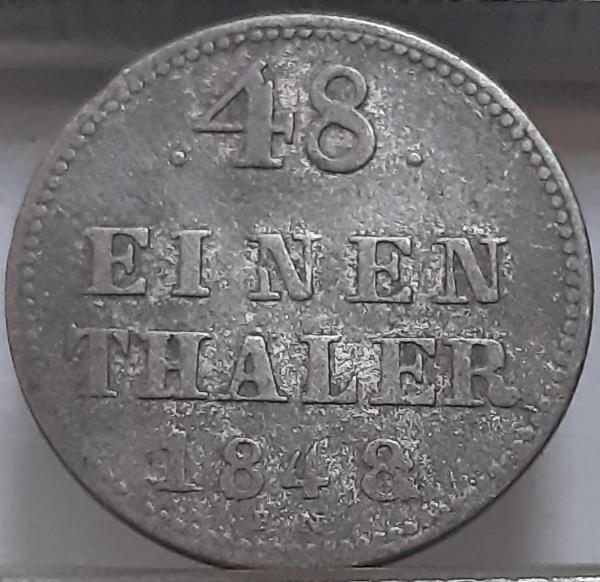 . 48 .
EINEN
THALER
1848
B N